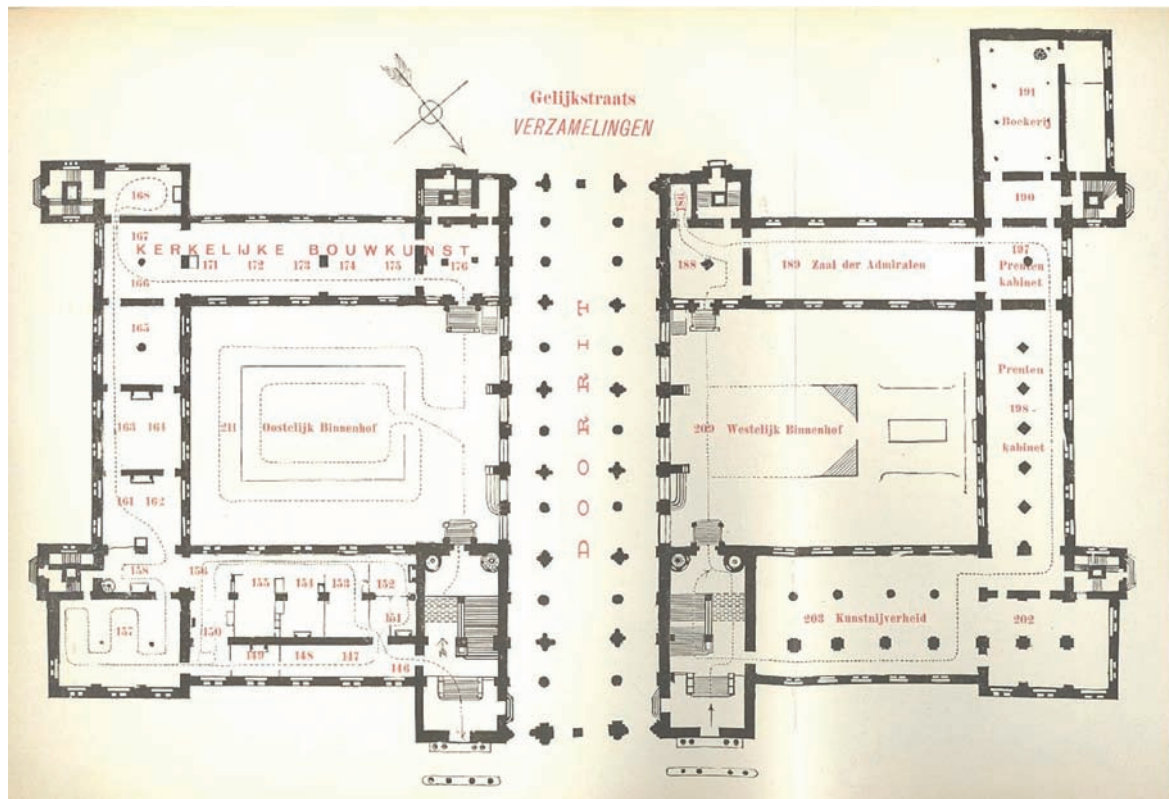 Gelijkstraats
VERZAMELINGEN
191
Boekerij
168
190
186
167
KERKELIJKE BOUWKUNST
171 172 173 174 175 176
166
188
189 Zaal der Admiralen
197
Prenten
kabinet
165
DOORRIT
Prenten
198 -
kabinet
163 164
211 Oostelijk Binnenhof
209 Westelijk Binnenhof
161 162
158
156
155 154 153 152
151
157
150
149 148 147
146
203 Kunstnijverheid
202